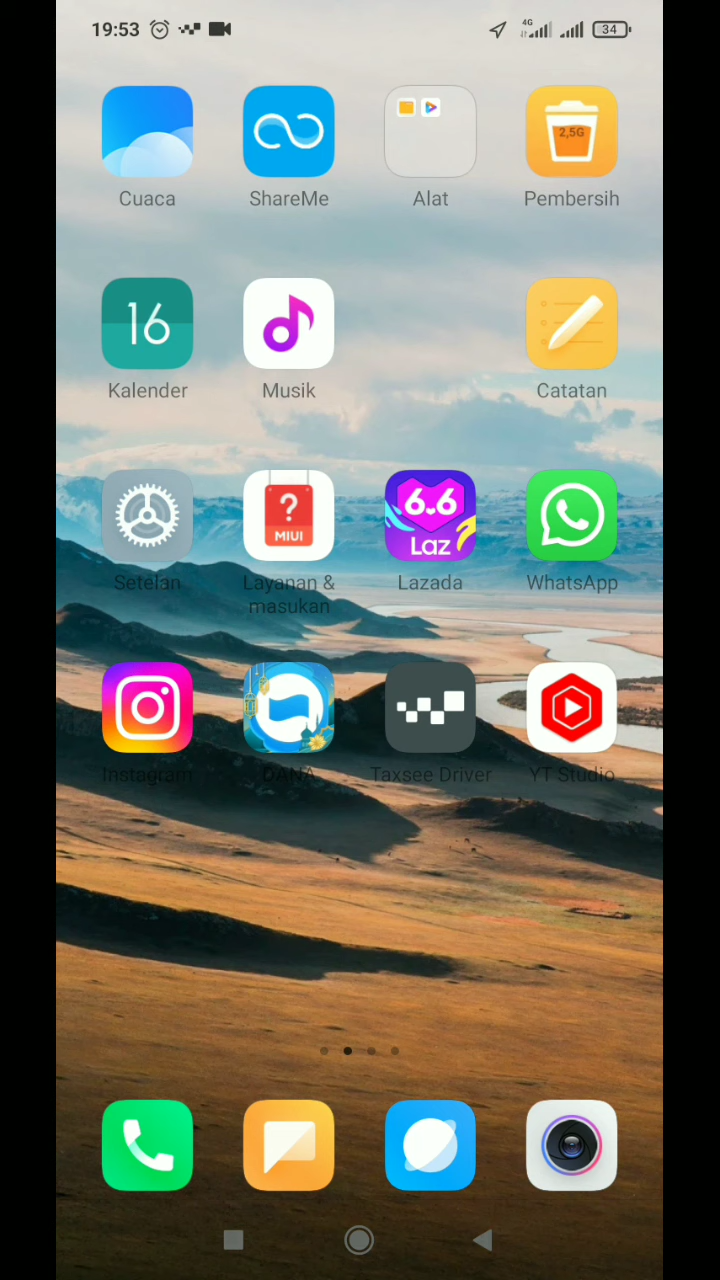 19:53
4G
34
2,5G
Cuaca
ShareMe
Alat
Pembersih
16
Kalender
Musik
Catatan
?
MIUI
6.6
Laz
Setelan
Layanan &
masukan
Lazada
WhatsApp
Instagram
DANA
Taxsee Driver
YT Studio